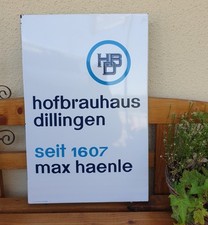 HB
D
hofbrauhaus
dillingen
seit 1607
max haenle